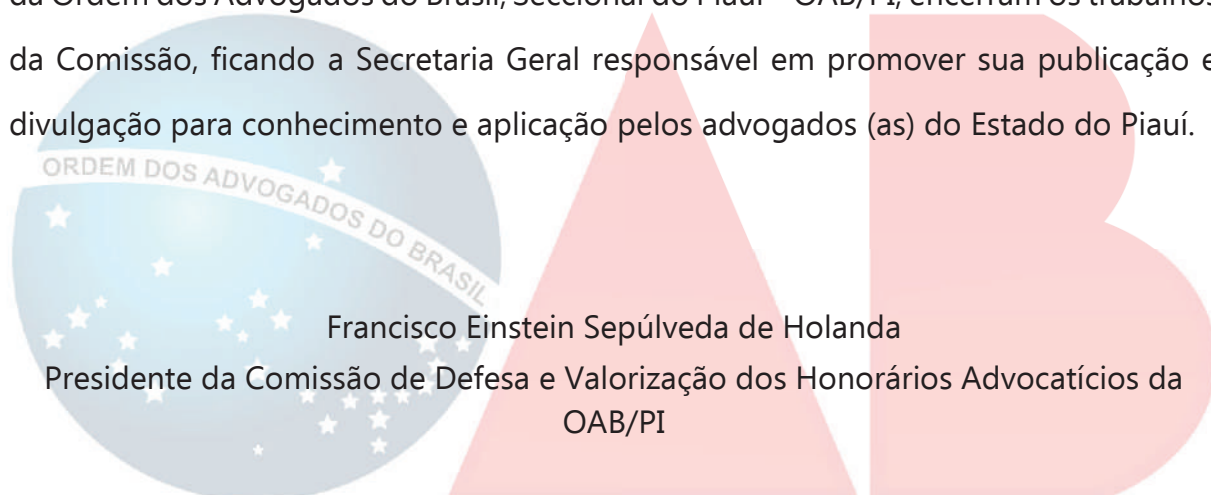 da Ordem dos Advogados do Brasil, Seccional do Piauí – OAB/PI, encerram os trabalhos
da Comissão, ficando a Secretaria Geral responsável em promover sua publicação e
divulgação para conhecimento e aplicação pelos advogados (as) do Estado do Piauí.
ORDEM DOS ADVOGADOS DO BRASIL
Francisco Einstein Sepúlveda de Holanda
Presidente da Comissão de Defesa e Valorização dos Honorários Advocatícios da
OAB/PI